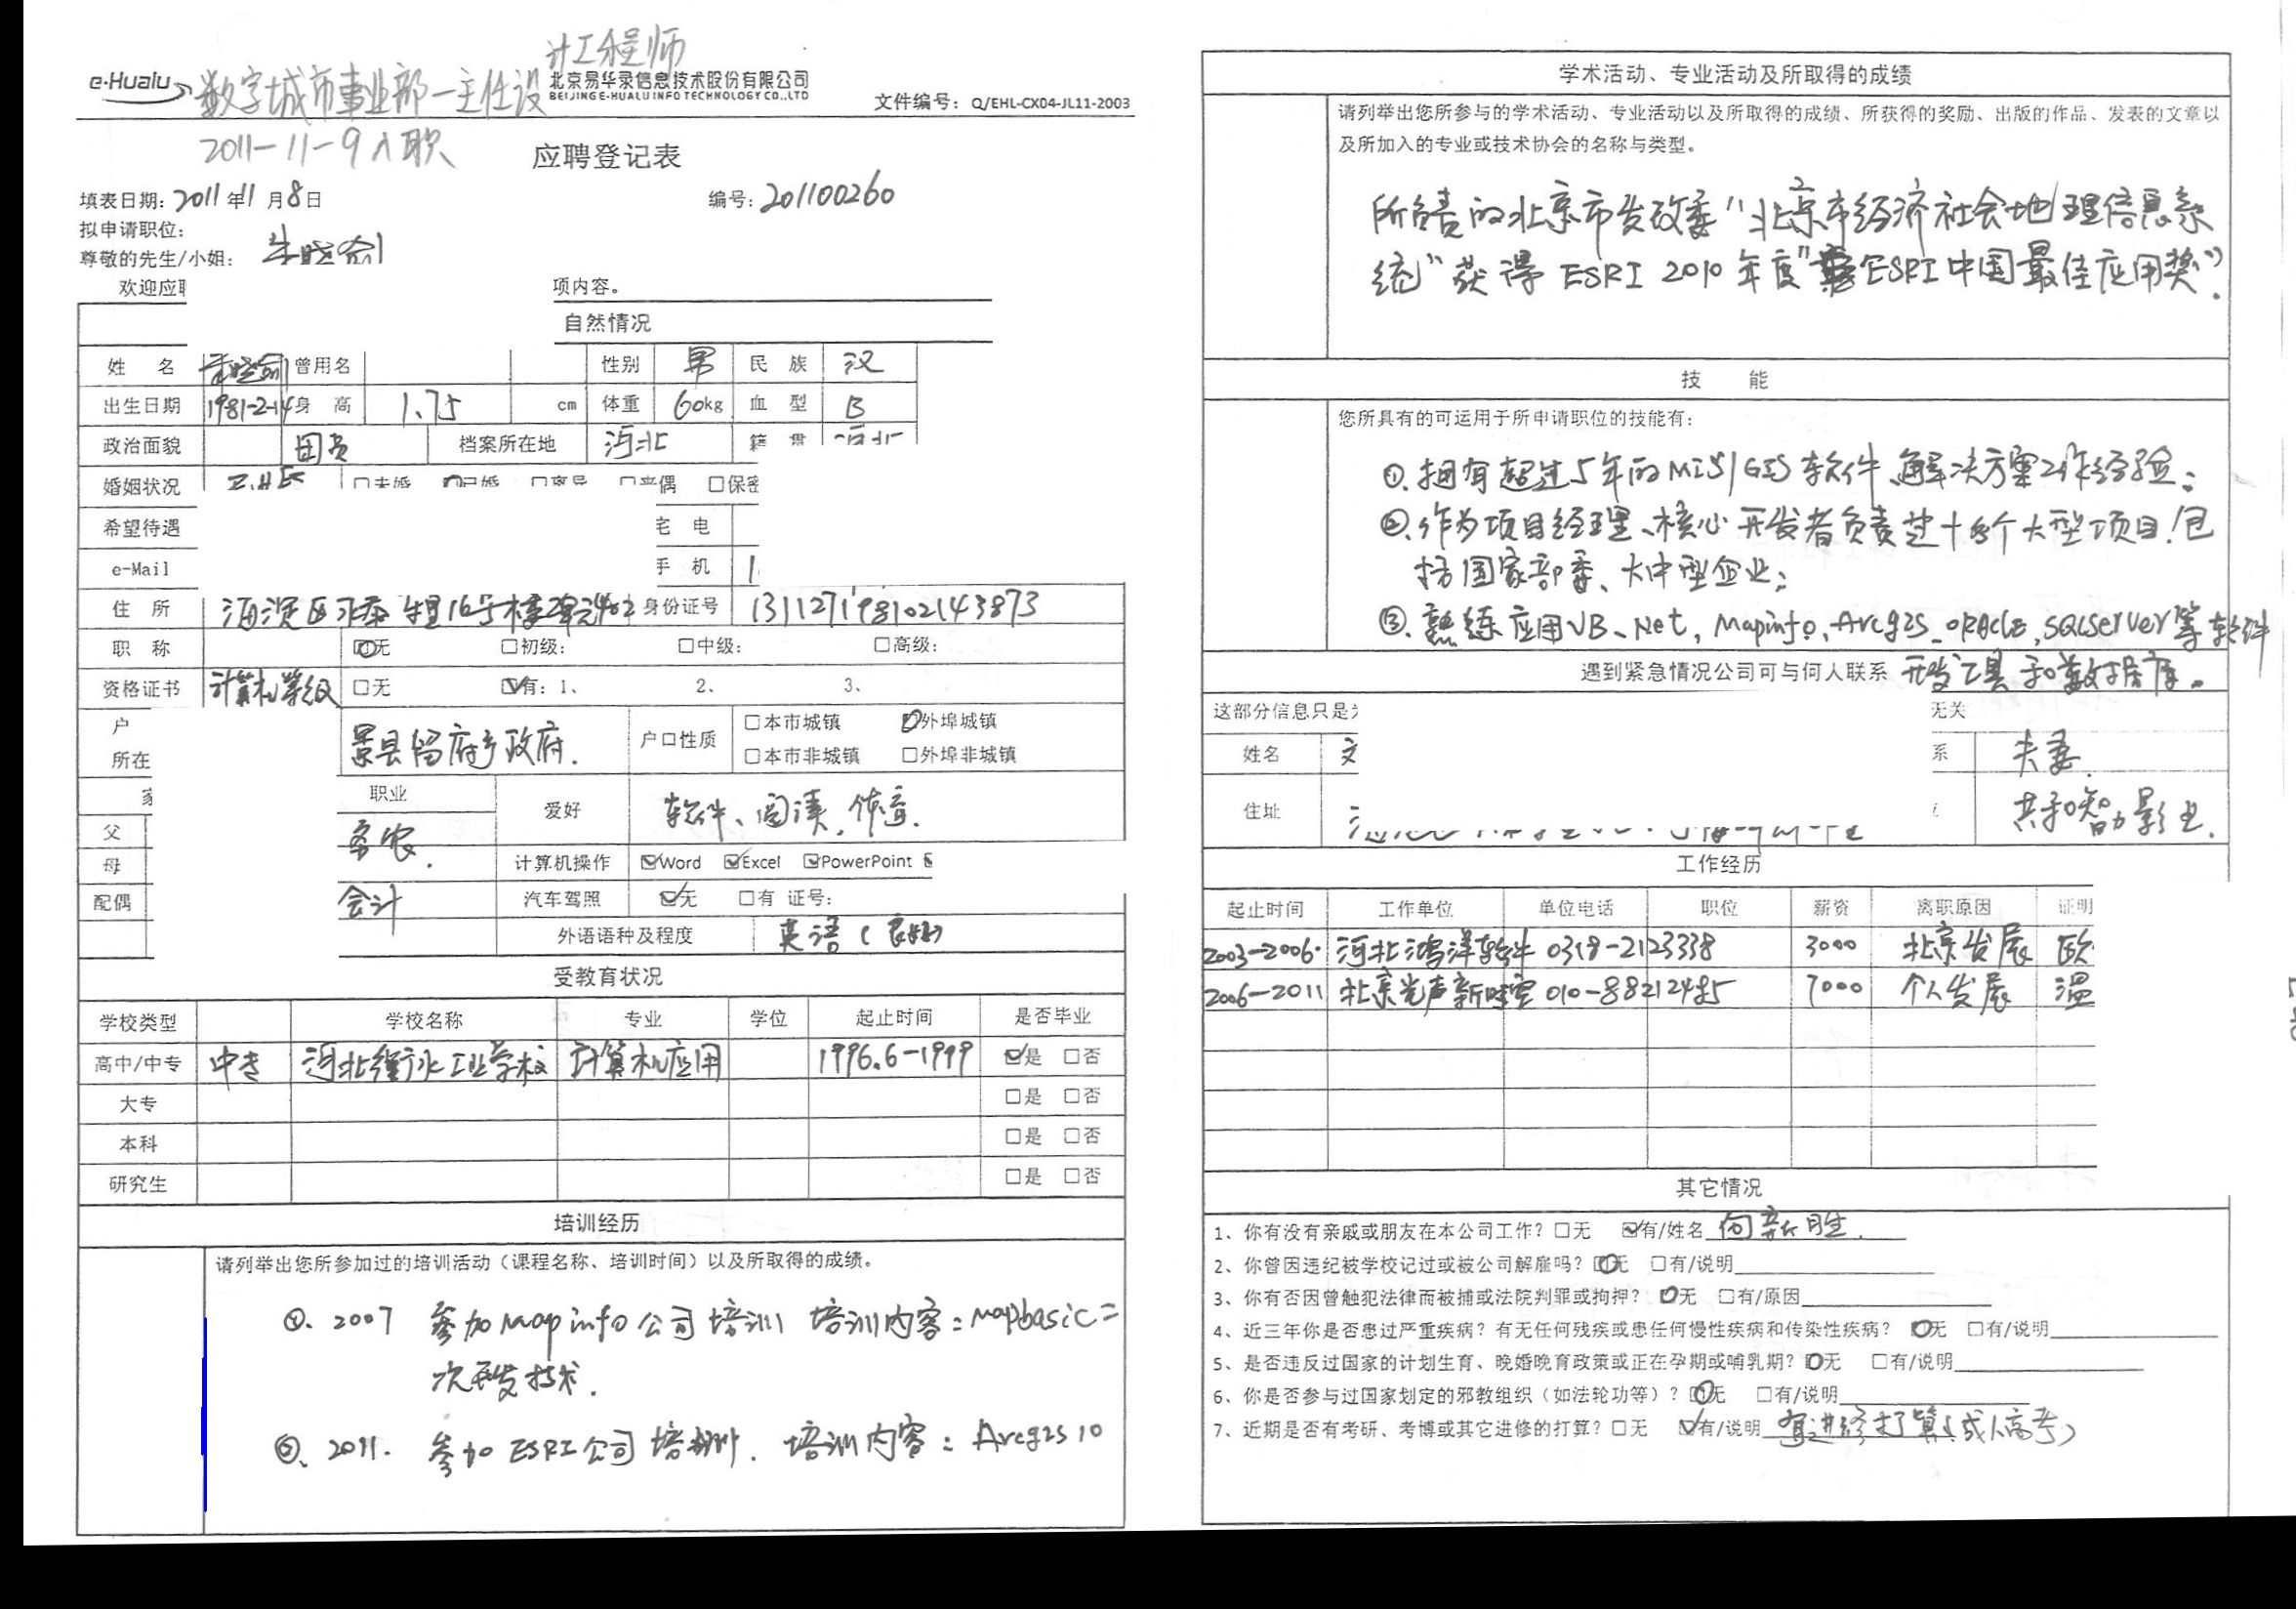 计工程师
e-Hualu 数字城市事业部一主任设 北京易华录信息技术股份有限公司
BEIJING E-HUALU INFO TECHNOLOGY CO.,LTD
文件编号：Q/EHL-CX04-JL11-2003
2011-11-9入职
应聘登记表
填表日期：2011年11月8日 编号：201100260
拟申请职位：
尊敬的先生/小姐：
欢迎应 项内容。
自然情况
姓 名 曾用名 性别 男 民 族 汉
出生日期 1981-2-14 身 高 1.75 cm 体重 60kg 血 型 B
政治面貌 团员 档案所在地 河北 籍 贯
婚姻状况 □未婚 已婚 □离异 □丧偶 □保密
希望待遇 宅 电
e-Mail 手 机 1
住 所 海淀区 16号楼2单元402 身份证号 131127198102143873
职 称 无 □初级： □中级： □高级：
资格证书 计算机等级 □无 ☑有：1、 2、 3、
户 景县留府乡政府. 户口性质 □本市城镇 ☑外埠城镇
所在 □本市非城镇 □外埠非城镇
职业 爱好 软件、阅读,体育.
父 务农.
母 计算机操作 ☑Word ☑Excel ☑PowerPoint
配偶 会计 汽车驾照 ☑无 □有 证号：
外语语种及程度 英语（良好）
受教育状况
学校类型 学校名称 专业 学位 起止时间 是否毕业
高中/中专 中专 河北衡水工业学校 计算机应用 1996.6-1999 ☑是 □否
大专 □是 □否
本科 □是 □否
研究生 □是 □否
培训经历
请列举出您所参加过的培训活动（课程名称、培训时间）以及所取得的成绩。
①、2007 参加Mapinfo公司培训 培训内容：mapbasic二
次开发技术.
②、2011. 参加ESRI公司培训. 培训内容：Arcgis10
学术活动、专业活动及所取得的成绩
请列举出您所参与的学术活动、专业活动以及所取得的成绩、所获得的奖励、出版的作品、发表的文章以
及所加入的专业或技术协会的名称与类型。
所负责的北京市发改委“北京市经济社会地理信息系
统”获得ESRI 2010年度“ESRI中国最佳应用奖”.
技 能
您所具有的可运用于所申请职位的技能有：
①.拥有超过5年的MIS/GIS软件、解决方案工作经验；
②.作为项目经理、核心开发者负责过十多个大型项目.包
括国家部委、大中型企业；
③.熟练应用VB、Net, Mapinfo, Arcgis、oracle, SQLServer等软件
遇到紧急情况公司可与何人联系 开发工具和数据库。
这部分信息只是 无关
姓名 系 夫妻
住址 共和智力影业.
工作经历
起止时间 工作单位 单位电话 职位 薪资 离职原因 证明
2003-2006. 河北鸿洋软件 0318-2123338 3000 北京发展 欧
2006-2011 北京光声新时空 010-88212485 7000 个人发展 温
其它情况
1、你有没有亲戚或朋友在本公司工作？□无 ☑有/姓名 何新胜.
2、你曾因违纪被学校记过或被公司解雇吗？☑无 □有/说明
3、你有否因曾触犯法律而被捕或法院判罪或拘押？☑无 □有/原因
4、近三年你是否患过严重疾病？有无任何残疾或患任何慢性疾病和传染性疾病？☑无 □有/说明
5、是否违反过国家的计划生育、晚婚晚育政策或正在孕期或哺乳期？☑无 □有/说明
6、你是否参与过国家划定的邪教组织（如法轮功等）？☑无 □有/说明
7、近期是否有考研、考博或其它进修的打算？□无 ☑有/说明 有进修打算（成人高考）